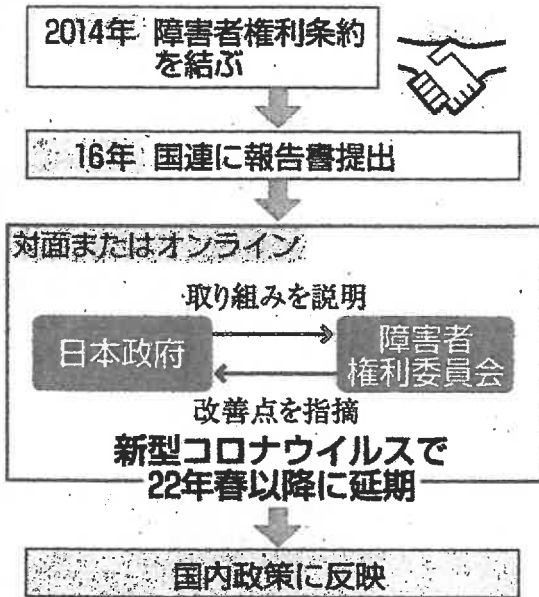 2014年 障害者権利条約
を結ぶ
16年 国連に報告書提出
対面またはオンライン
取り組みを説明
日本政府
障害者
権利委員会
改善点を指摘
新型コロナウイルスで
22年春以降に延期
国内政策に反映